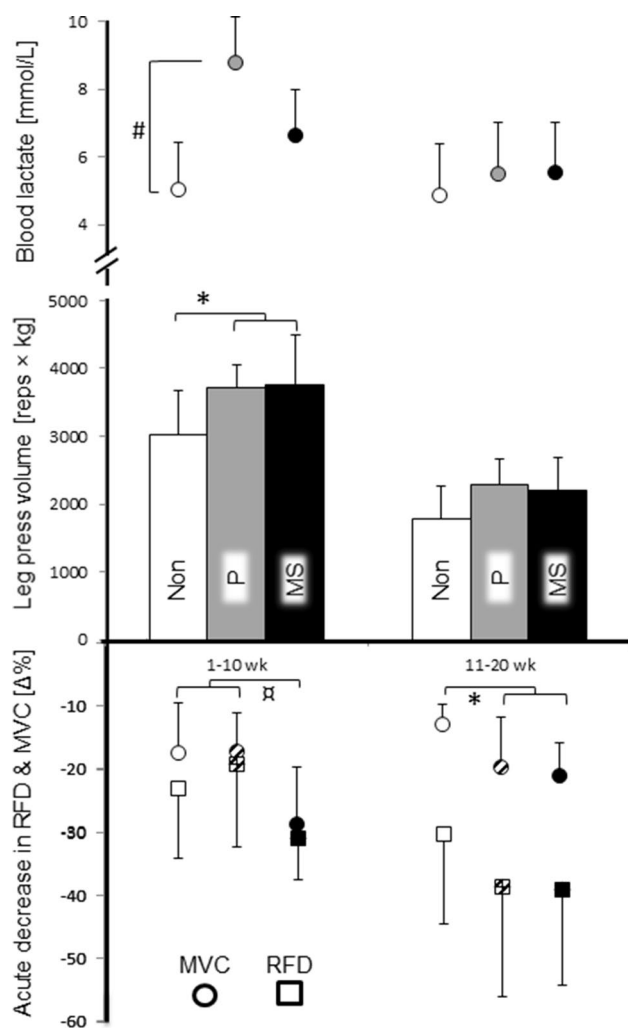 Blood lactate [mmol/L]
10
8
6
4
#
Leg press volume [reps × kg]
5000
4000
3000
2000
1000
0
*
Non
P
MS
Non
P
MS
1-10 wk
11-20 wk
Acute decrease in RFD & MVC [Δ%]
-10
-20
-30
-40
-50
-60
¤
*
MVC
RFD